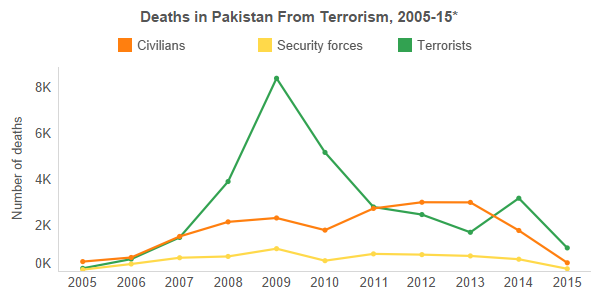 Deaths in Pakistan From Terrorism, 2005-15*
Civilians Security forces Terrorists
Number of deaths
8K
6K
4K
2K
0K
2005 2006 2007 2008 2009 2010 2011 2012 2013 2014 2015